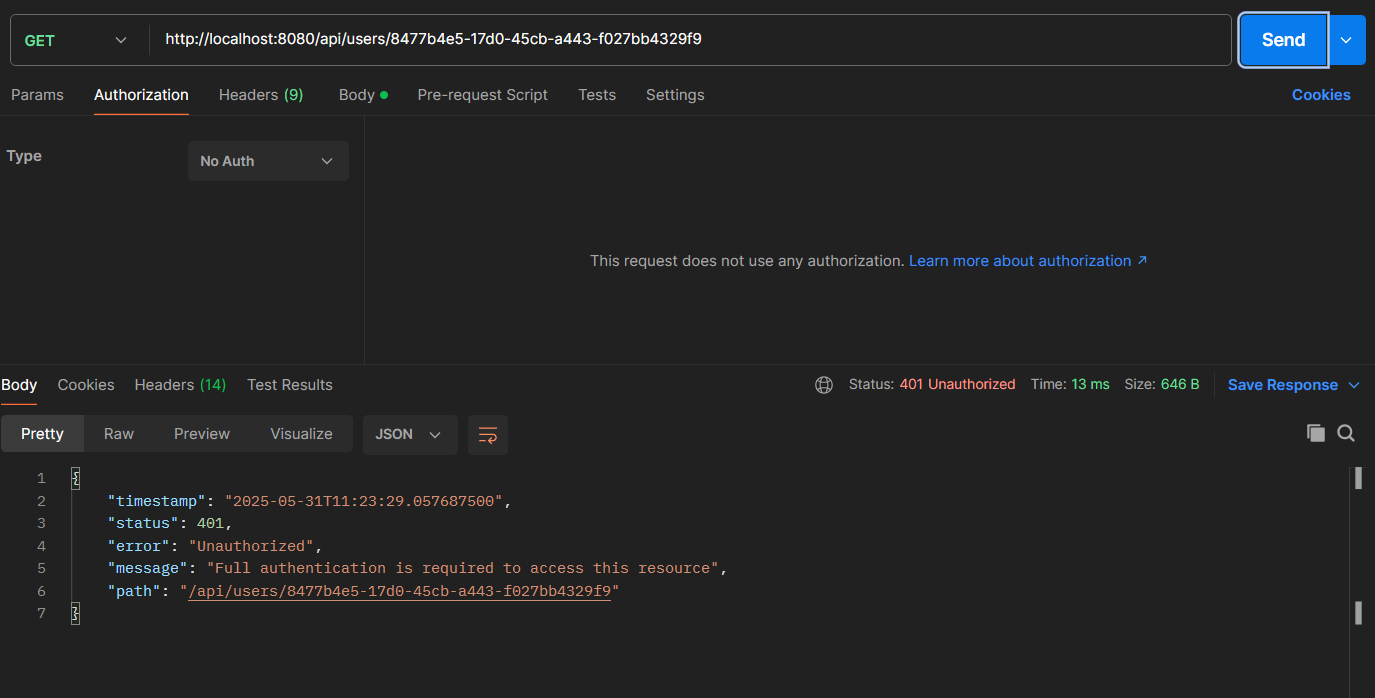 GET http://localhost:8080/api/users/8477b4e5-17d0-45cb-a443-f027bb4329f9 Send
Params Authorization Headers (9) Body Pre-request Script Tests Settings Cookies
Type No Auth
This request does not use any authorization. Learn more about authorization ↗
Body Cookies Headers (14) Test Results Status: 401 Unauthorized Time: 13 ms Size: 646 B Save Response
Pretty Raw Preview Visualize JSON
1 {
2 "timestamp": "2025-05-31T11:23:29.057687500",
3 "status": 401,
4 "error": "Unauthorized",
5 "message": "Full authentication is required to access this resource",
6 "path": "/api/users/8477b4e5-17d0-45cb-a443-f027bb4329f9"
7 }